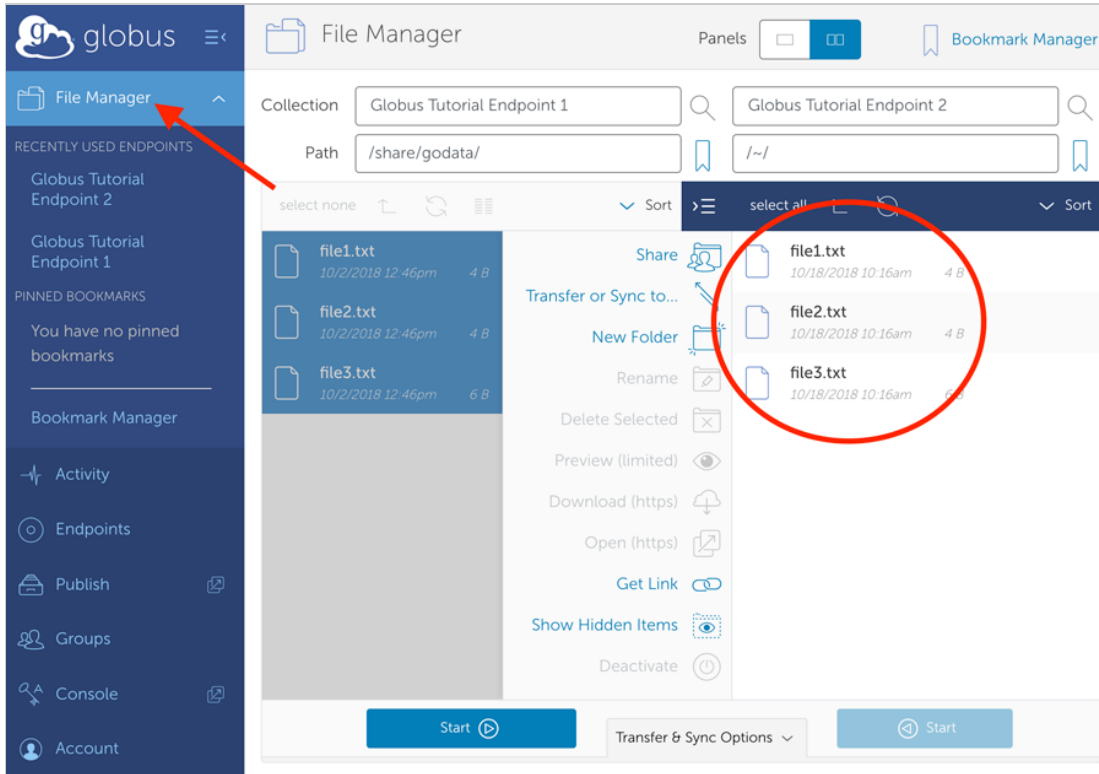 globus
File Manager
Panels
Bookmark Manager
File Manager
RECENTLY USED ENDPOINTS
Globus Tutorial
Endpoint 2
Globus Tutorial
Endpoint 1
PINNED BOOKMARKS
You have no pinned
bookmarks
Bookmark Manager
Activity
Endpoints
Publish
Groups
Console
Account
Collection
Globus Tutorial Endpoint 1
Globus Tutorial Endpoint 2
Path
/share/godata/
/~/
select none
Sort
select all
Sort
file1.txt
10/2/2018 12:46pm 4 B
file2.txt
10/2/2018 12:46pm 4 B
file3.txt
10/2/2018 12:46pm 6 B
Share
Transfer or Sync to...
New Folder
Rename
Delete Selected
Preview (limited)
Download (https)
Open (https)
Get Link
Show Hidden Items
Deactivate
file1.txt
10/18/2018 10:16am 4 B
file2.txt
10/18/2018 10:16am 4 B
file3.txt
10/18/2018 10:16am 6 B
Start
Transfer & Sync Options
Start